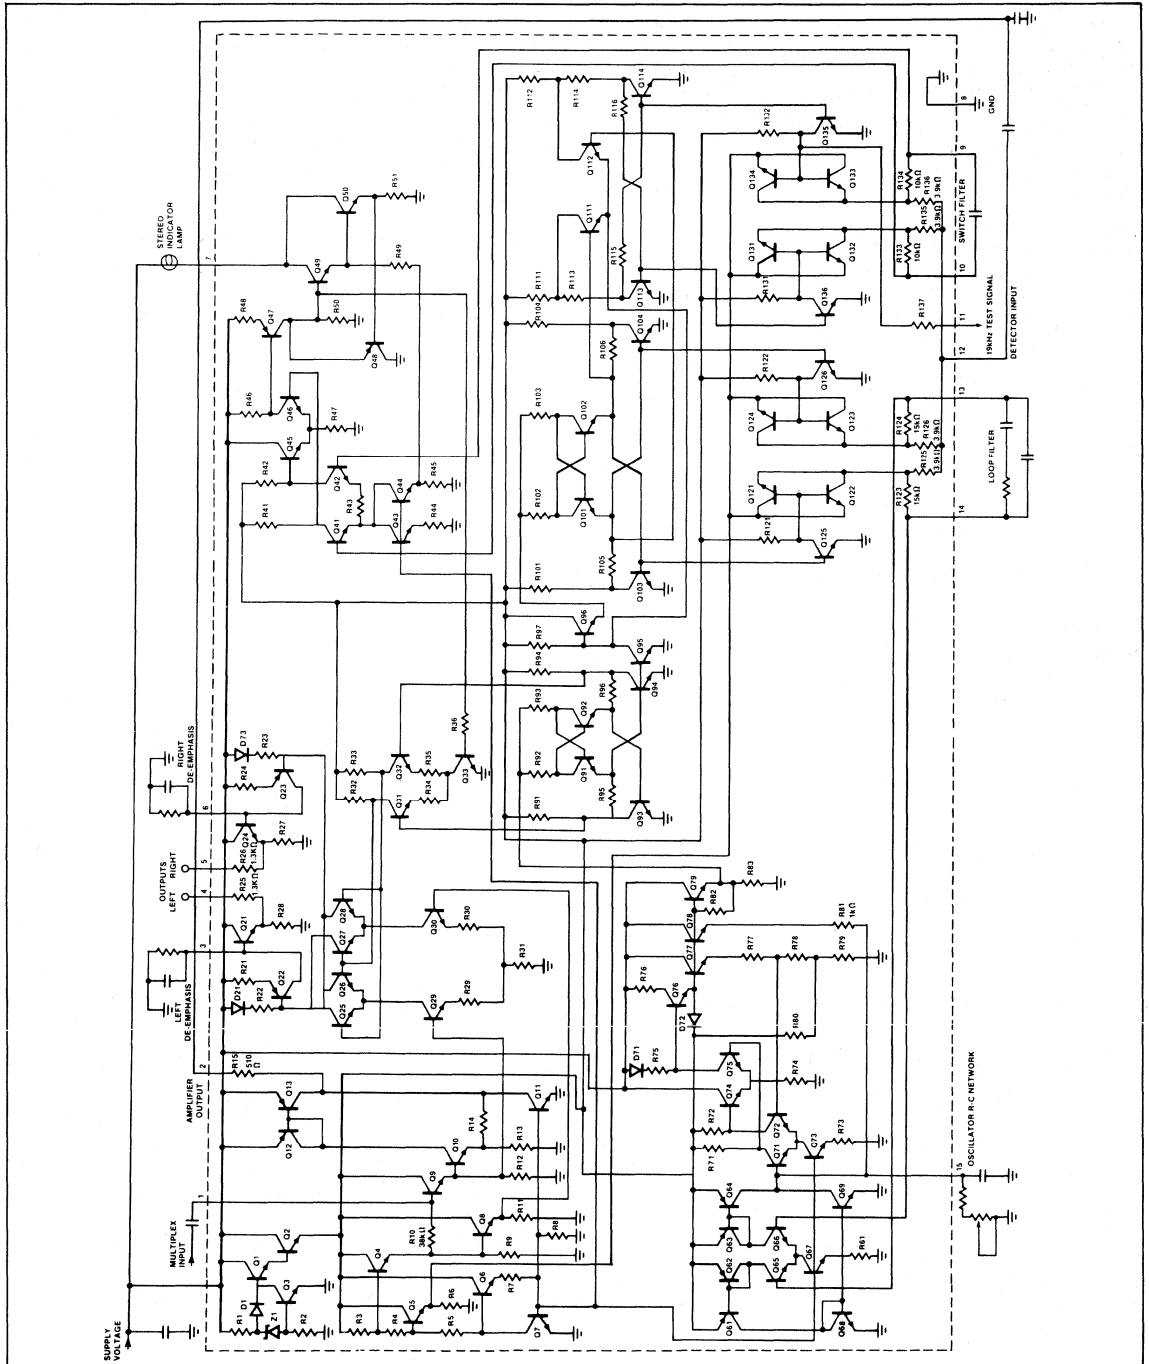 STEREO
INDICATOR
LAMP
7
R48
Q47
R46
Q46
Q45
R47
R50
Q48
Q49
Q50
R51
R49
R42
R41
Q42
R43
Q41
Q44
Q43
R45
R44
R112
R114
Q114
R116
Q112
Q111
R115
R111
R113
Q113
R104
Q104
R106
R103
Q102
R102
Q101
R101
R105
Q103
R132
Q135
Q134
Q133
Q131
Q132
R131
Q136
R122
Q126
Q124
Q123
Q121
Q122
R121
Q125
R134
10kΩ
R136
3.9kΩ
R135
3.9kΩ
R133
10kΩ
R137
R124
15kΩ
R126
3.9kΩ
R125
3.9kΩ
R123
15kΩ
8
GND
9
SWITCH FILTER
10
11
19kHz TEST SIGNAL
12
DETECTOR INPUT
13
LOOP FILTER
14
Q96
R97
R94
Q95
Q94
R96
R93
Q92
R92
Q91
R91
R95
Q93
R36
R33
R32
Q32
R35
Q33
R34
RIGHT
DE-EMPHASIS
6
D73
R23
R24
Q23
Q24
R26
1.3KΩ
R27
OUTPUTS
RIGHT
5
LEFT
4
R25
1.3KΩ
Q21
R28
3
LEFT
DE-EMPHASIS
R21
D21
R22
Q22
Q28
Q27
Q26
Q25
Q30
R30
R31
Q29
R29
AMPLIFIER
OUTPUT
2
R15
510
Ω
Q13
Q12
Q11
R14
Q10
R13
R12
Q9
MULTIPLEX
INPUT
1
R10
38kΩ
R11
Q8
R8
R9
Q4
Q6
R7
Q5
R6
R3
R4
R5
Q7
Q2
Q1
Q3
D1
R1
Z1
R2
SUPPLY
VOLTAGE
Q79
R83
R82
Q78
Q77
R81
1kΩ
R77
R78
R79
R76
Q76
D72
R80
D71
R75
Q75
Q74
R74
R72
R71
Q72
Q71
Q73
R73
Q64
Q63
Q62
Q61
Q66
Q65
Q67
Q69
R61
Q68
15
OSCILLATOR R-C NETWORK